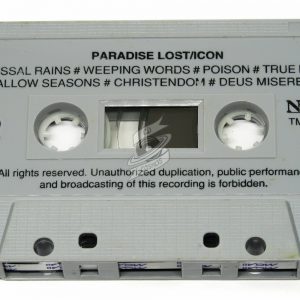 PARADISE LOST/ICON
SSAL RAINS # WEEPING WORDS # POISON # TRUE
ALLOW SEASONS # CHRISTENDOM # DEUS MISERE
N
TM
All rights reserved. Unauthorized duplication, public performance
and broadcasting of this recording is forbidden.